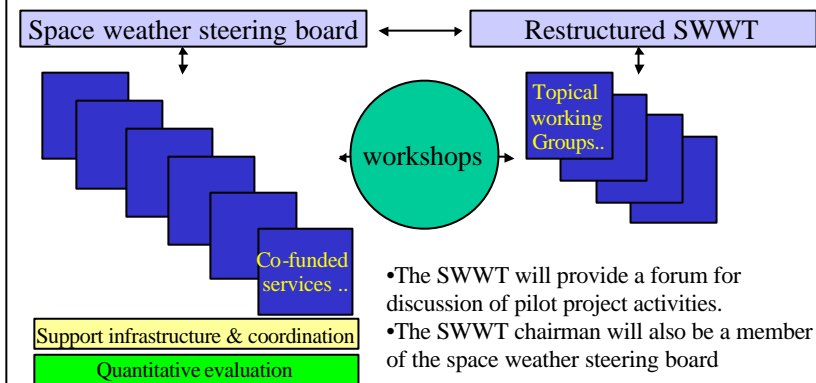 Space weather steering board
Restructured SWWT
Topical
working
Groups..
workshops
Co-funded
services ..
•The SWWT will provide a forum for
discussion of pilot project activities.
•The SWWT chairman will also be a member
of the space weather steering board
Support infrastructure & coordination
Quantitative evaluation